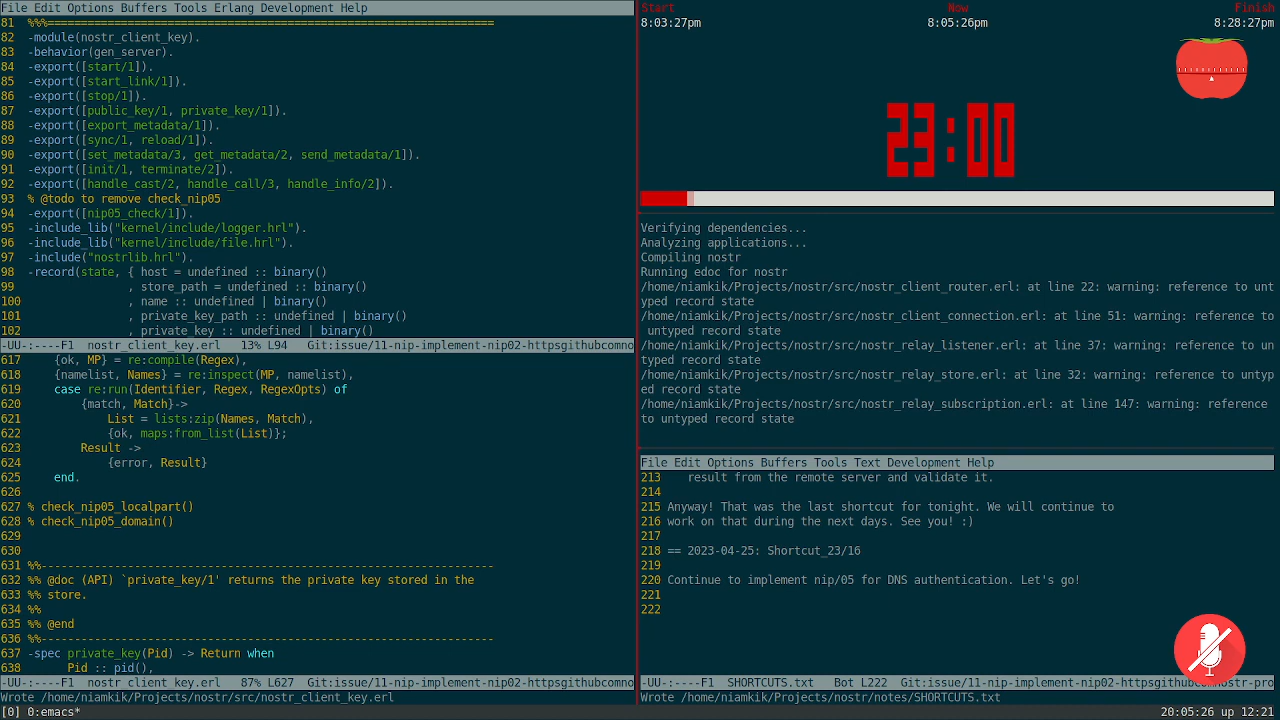 File Edit Options Buffers Tools Erlang Development Help
81  %%%===================================================================
82  -module(nostr_client_key).
83  -behavior(gen_server).
84  -export([start/1]).
85  -export([start_link/1]).
86  -export([stop/1]).
87  -export([public_key/1, private_key/1]).
88  -export([export_metadata/1]).
89  -export([sync/1, reload/1]).
90  -export([set_metadata/3, get_metadata/2, send_metadata/1]).
91  -export([init/1, terminate/2]).
92  -export([handle_cast/2, handle_call/3, handle_info/2]).
93  % @todo to remove check_nip05
94  -export([nip05_check/1]).
95  -include_lib("kernel/include/logger.hrl").
96  -include_lib("kernel/include/file.hrl").
97  -include("nostrlib.hrl").
98  -record(state, { host = undefined :: binary()
99                 , store_path = undefined :: binary()
100                , name :: undefined | binary()
101                , private_key_path :: undefined | binary()
102                , private_key :: undefined | binary()
-UU-:----F1  nostr_client_key.erl   13% L94   Git:issue/11-nip-implement-nip02-httpsgithubcomno
617     {ok, MP} = re:compile(Regex),
618     {namelist, Names} = re:inspect(MP, namelist),
619     case re:run(Identifier, Regex, RegexOpts) of
620         {match, Match}->
621             List = lists:zip(Names, Match),
622             {ok, maps:from_list(List)};
623         Result ->
624             {error, Result}
625     end.
626
627 % check_nip05_localpart()
628 % check_nip05_domain()
629
630
631 %%--------------------------------------------------------------------
632 %% @doc (API) `private_key/1' returns the private key stored in the
633 %% store.
634 %%
635 %% @end
636 %%--------------------------------------------------------------------
637 -spec private_key(Pid) -> Return when
638       Pid :: pid(),
-UU-:----F1  nostr_client_key.erl   87% L627  Git:issue/11-nip-implement-nip02-httpsgithubcomno
Wrote /home/niamkik/Projects/nostr/src/nostr_client_key.erl
Start Now Finish
8:03:27pm 8:05:26pm 8:28:27pm
23:00
Verifying dependencies...
Analyzing applications...
Compiling nostr
Running edoc for nostr
/home/niamkik/Projects/nostr/src/nostr_client_router.erl: at line 22: warning: reference to unt
yped record state
/home/niamkik/Projects/nostr/src/nostr_client_connection.erl: at line 51: warning: reference to
 untyped record state
/home/niamkik/Projects/nostr/src/nostr_relay_listener.erl: at line 37: warning: reference to un
typed record state
/home/niamkik/Projects/nostr/src/nostr_relay_store.erl: at line 32: warning: reference to untyp
ed record state
/home/niamkik/Projects/nostr/src/nostr_relay_subscription.erl: at line 147: warning: reference
to untyped record state
File Edit Options Buffers Tools Text Development Help
213    result from the remote server and validate it.
214
215 Anyway! That was the last shortcut for tonight. We will continue to
216 work on that during the next days. See you! :)
217
218 == 2023-04-25: Shortcut_23/16
219
220 Continue to implement nip/05 for DNS authentication. Let's go!
221
222
-UU-:----F1  SHORTCUTS.txt   Bot L222  Git:issue/11-nip-implement-nip02-httpsgithubcomnostr-pro
Wrote /home/niamkik/Projects/nostr/notes/SHORTCUTS.txt
[0] 0:emacs* 20:05:26 up 12:21